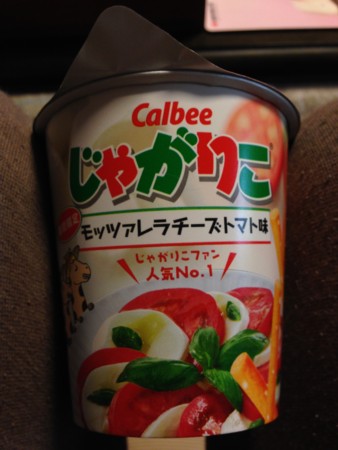 Calbee
じゃがりこ
モッツァレラチーズトマト味
じゃがりこファン
人気No.1